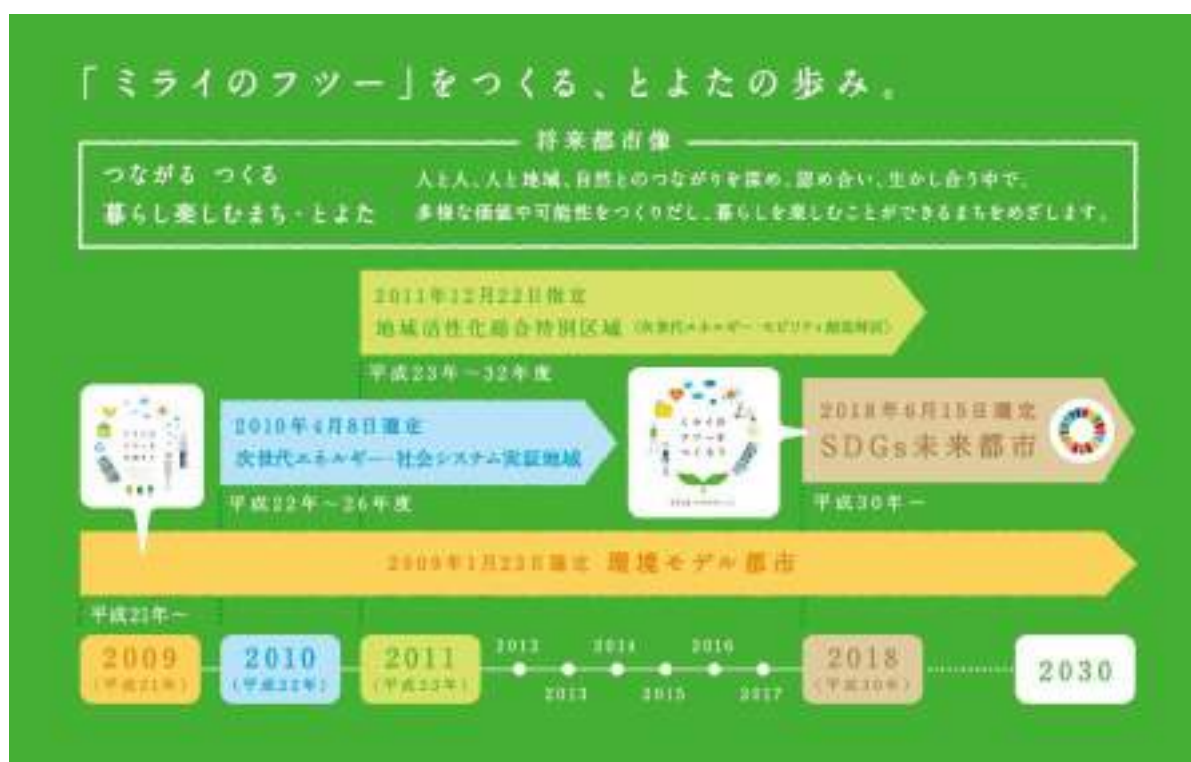 「ミライのフツー」をつくる、とよたの歩み。
将来都市像
つながる つくる
暮らし楽しむまち・とよた
人と人、人と地域、自然とのつながりを深め、認め合い、生かし合う中で、
多様な価値や可能性をつくりだし、暮らしを楽しむことができるまちをめざします。
2011年12月22日指定
地域活性化総合特別区域
平成23年〜32年度
2010年4月8日選定
次世代エネルギー・社会システム実証地域
平成22年〜26年度
ミライの
フツーを
つくろう
2018年6月15日選定
SDGs未来都市
平成30年〜
2009年1月23日選定 環境モデル都市
平成21年〜
2009
(平成21年)
2010
(平成22年)
2011
(平成23年)
2012
2013
2014
2015
2016
2017
2018
(平成30年)
2030